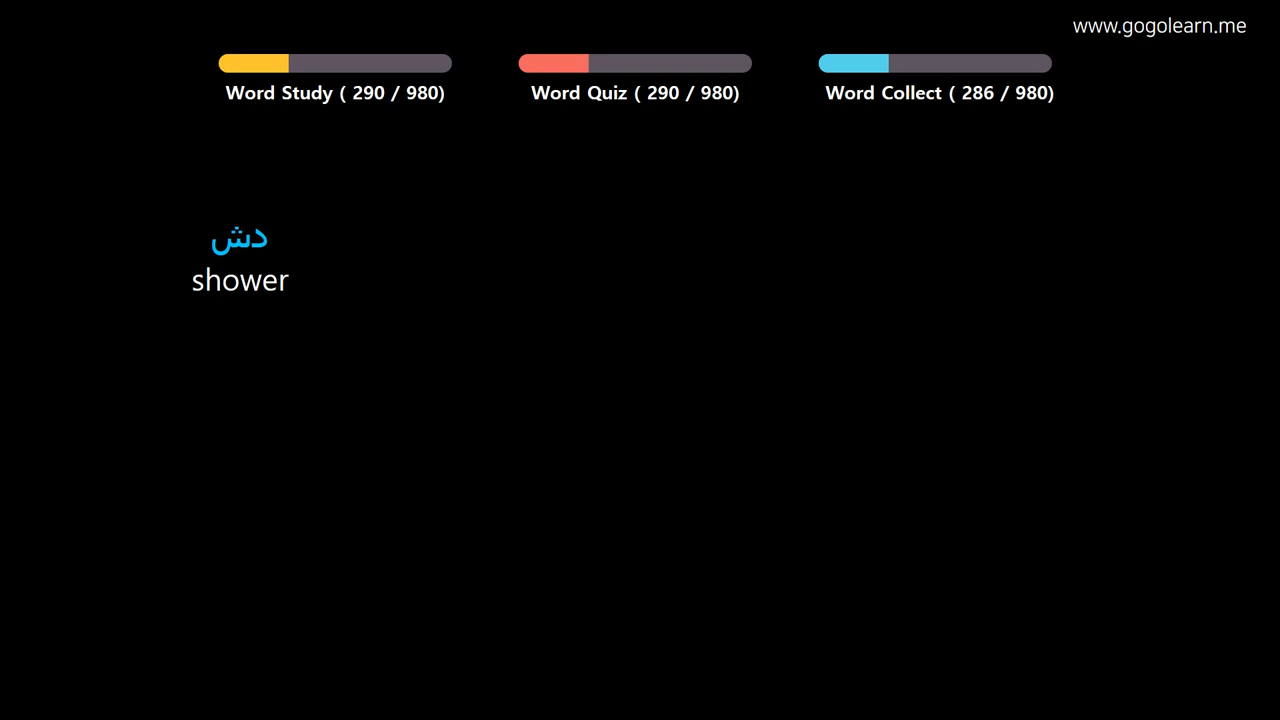 www.gogolearn.me
Word Study ( 290 / 980)
Word Quiz ( 290 / 980)
Word Collect ( 286 / 980)
دش
shower